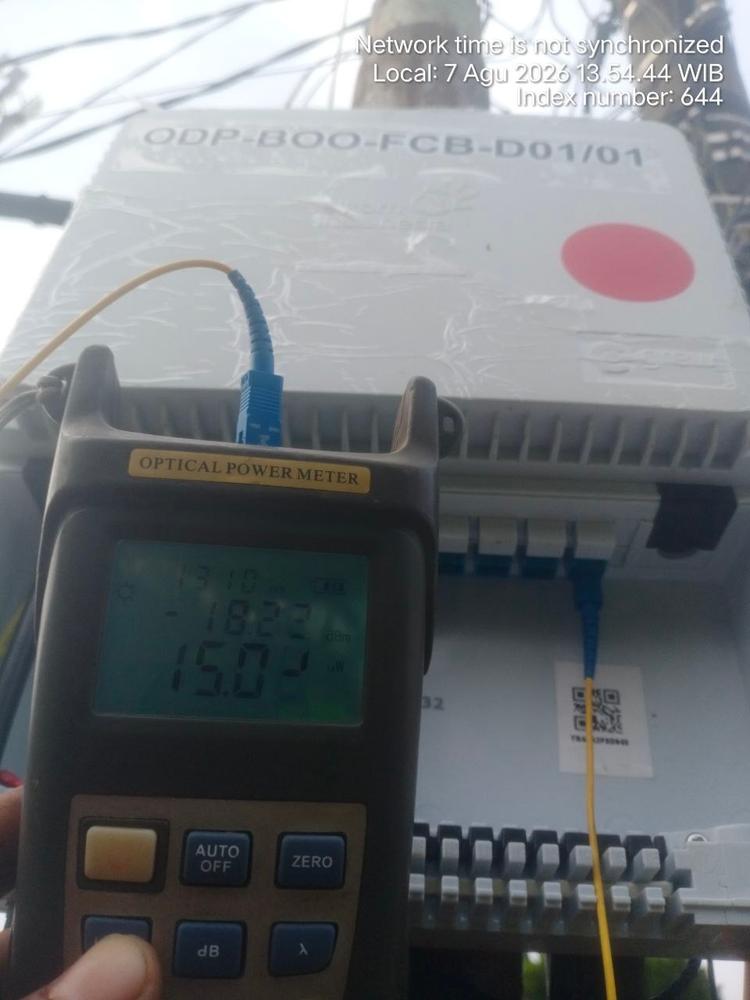 Network time is not synchronized
Local: 7 Agu 2026 13.54.44 WIB
Index number: 644
ODP-BOO-FCB-D01/01
OPTICAL POWER METER
1310
-18.23 dBm
15.02 uW
32
AUTO OFF
ZERO
dB
λ